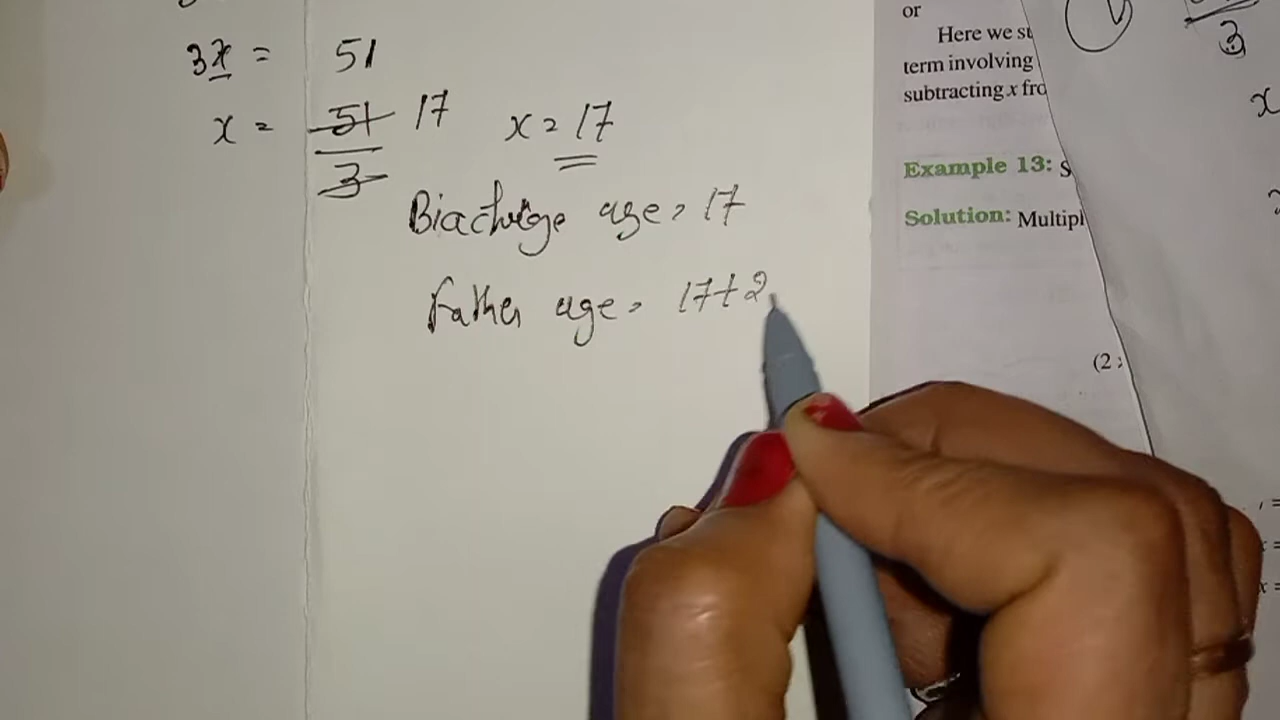 3x = 51
x = 51/3 17 x = 17
age = 17
Father age = 17+2
or
Here we st
term involving
subtracting x fro
Example 13: S
Solution: Multipl
(2 :
3
x